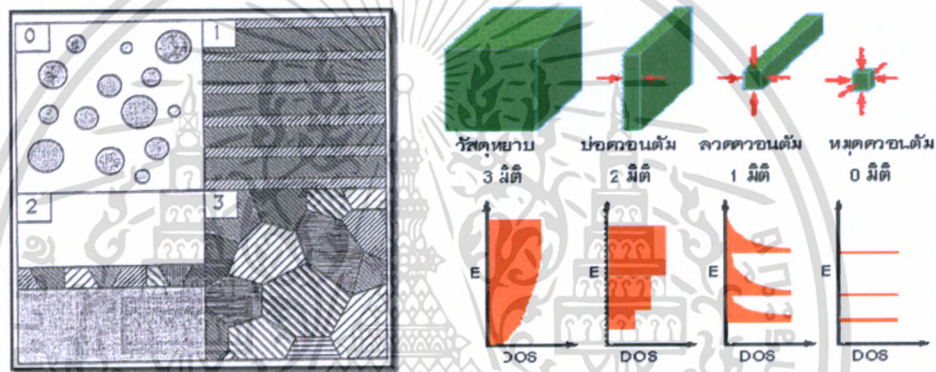 0
1
2
3
วัสดุหยาบ
3 มิติ
บ่อควอนตัม
2 มิติ
ลวดควอนตัม
1 มิติ
หมุดควอนตัม
0 มิติ
E
DOS
E
DOS
E
DOS
E
DOS